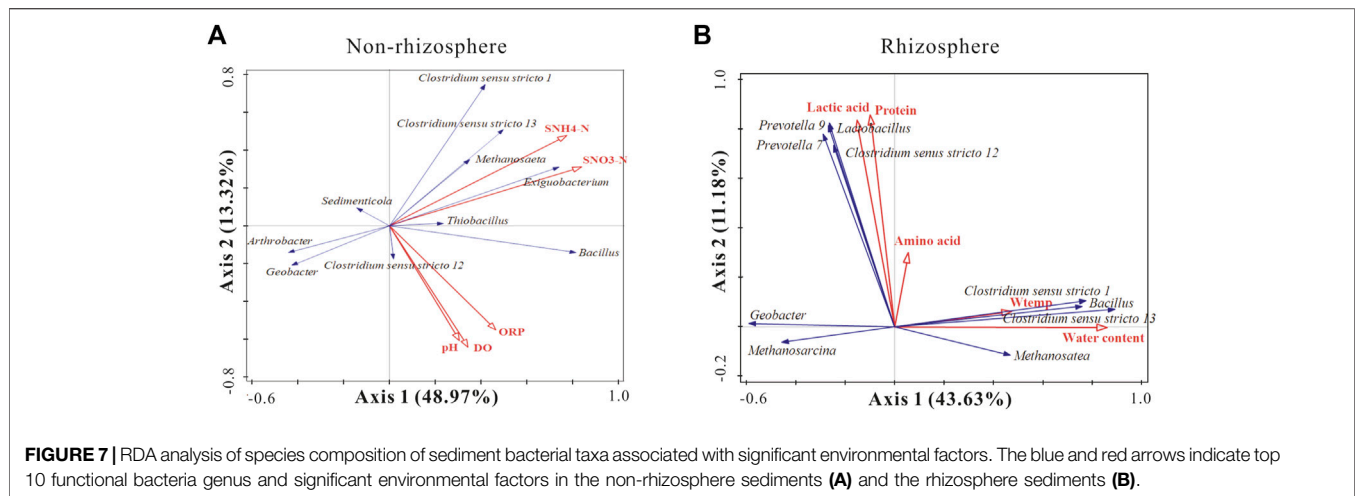 A
Non-rhizosphere
0.8
Clostridium sensu stricto 1
Clostridium sensu stricto 13
SNH4-N
Methanosaeta
SNO3-N
Exiguobacterium
Sedimenticola
Thiobacillus
Arthrobacter
Geobacter
Clostridium sensu stricto 12
Bacillus
ORP
pH
DO
Axis 2 (13.32%)
-0.8
-0.6
Axis 1 (48.97%)
1.0
B
Rhizosphere
1.0
Lactic acid
Protein
Prevotella 9
Lactobacillus
Prevotella 7
Clostridium senus stricto 12
Amino acid
Clostridium sensu stricto 1
Wtemp
Bacillus
Geobacter
Clostridium sensu stricto 13
Water content
Methanosarcina
Methanosatea
Axis 2 (11.18%)
-0.2
-0.6
Axis 1 (43.63%)
1.0
FIGURE 7 | RDA analysis of species composition of sediment bacterial taxa associated with significant environmental factors. The blue and red arrows indicate top
10 functional bacteria genus and significant environmental factors in the non-rhizosphere sediments (A) and the rhizosphere sediments (B).